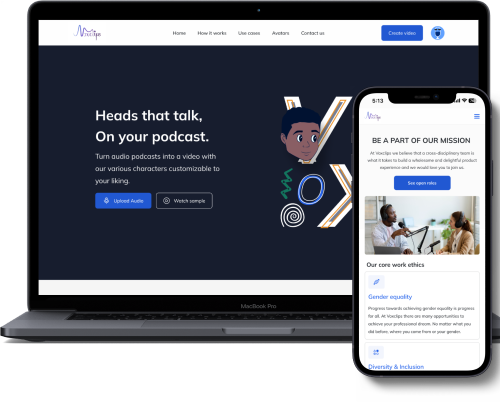 Voxclips
Home How it works Use cases Avatars Contact us Create video
Heads that talk,
On your podcast.
Turn audio podcasts into a video with
our various characters customizable to
your liking.
Upload Audio Watch sample
VOX
MacBook Pro
5:13
Voxclips
BE A PART OF OUR MISSION
At Voxclips we believe that a cross-disciplinary team is
what it takes to build a wholesome and delightful product
experience and we would love you to join us.
See open roles
Our core work ethics
Gender equality
Progress towards achieving gender equality is progress
for all. At Voxclips there are many opportunities to
achieve your professional dream. No matter what you
did before, where you came from or your gender.
Diversity & Inclusion